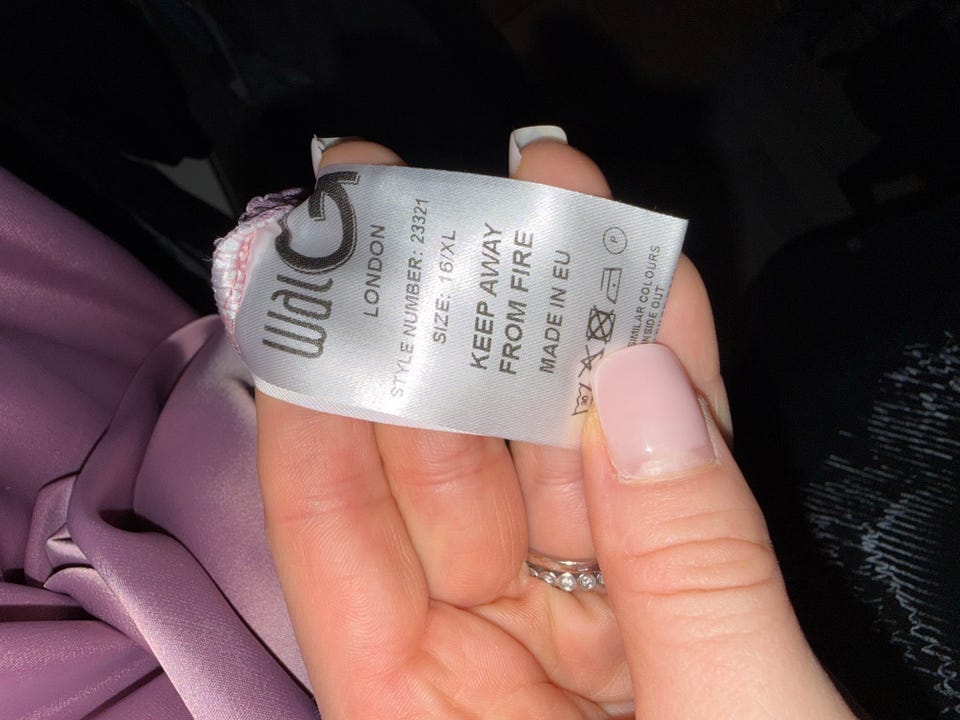 WalG
LONDON
STYLE NUMBER: 23321
SIZE: 16/XL
KEEP AWAY
FROM FIRE
MADE IN EU
P
SIMILAR COLOURS
INSIDE OUT